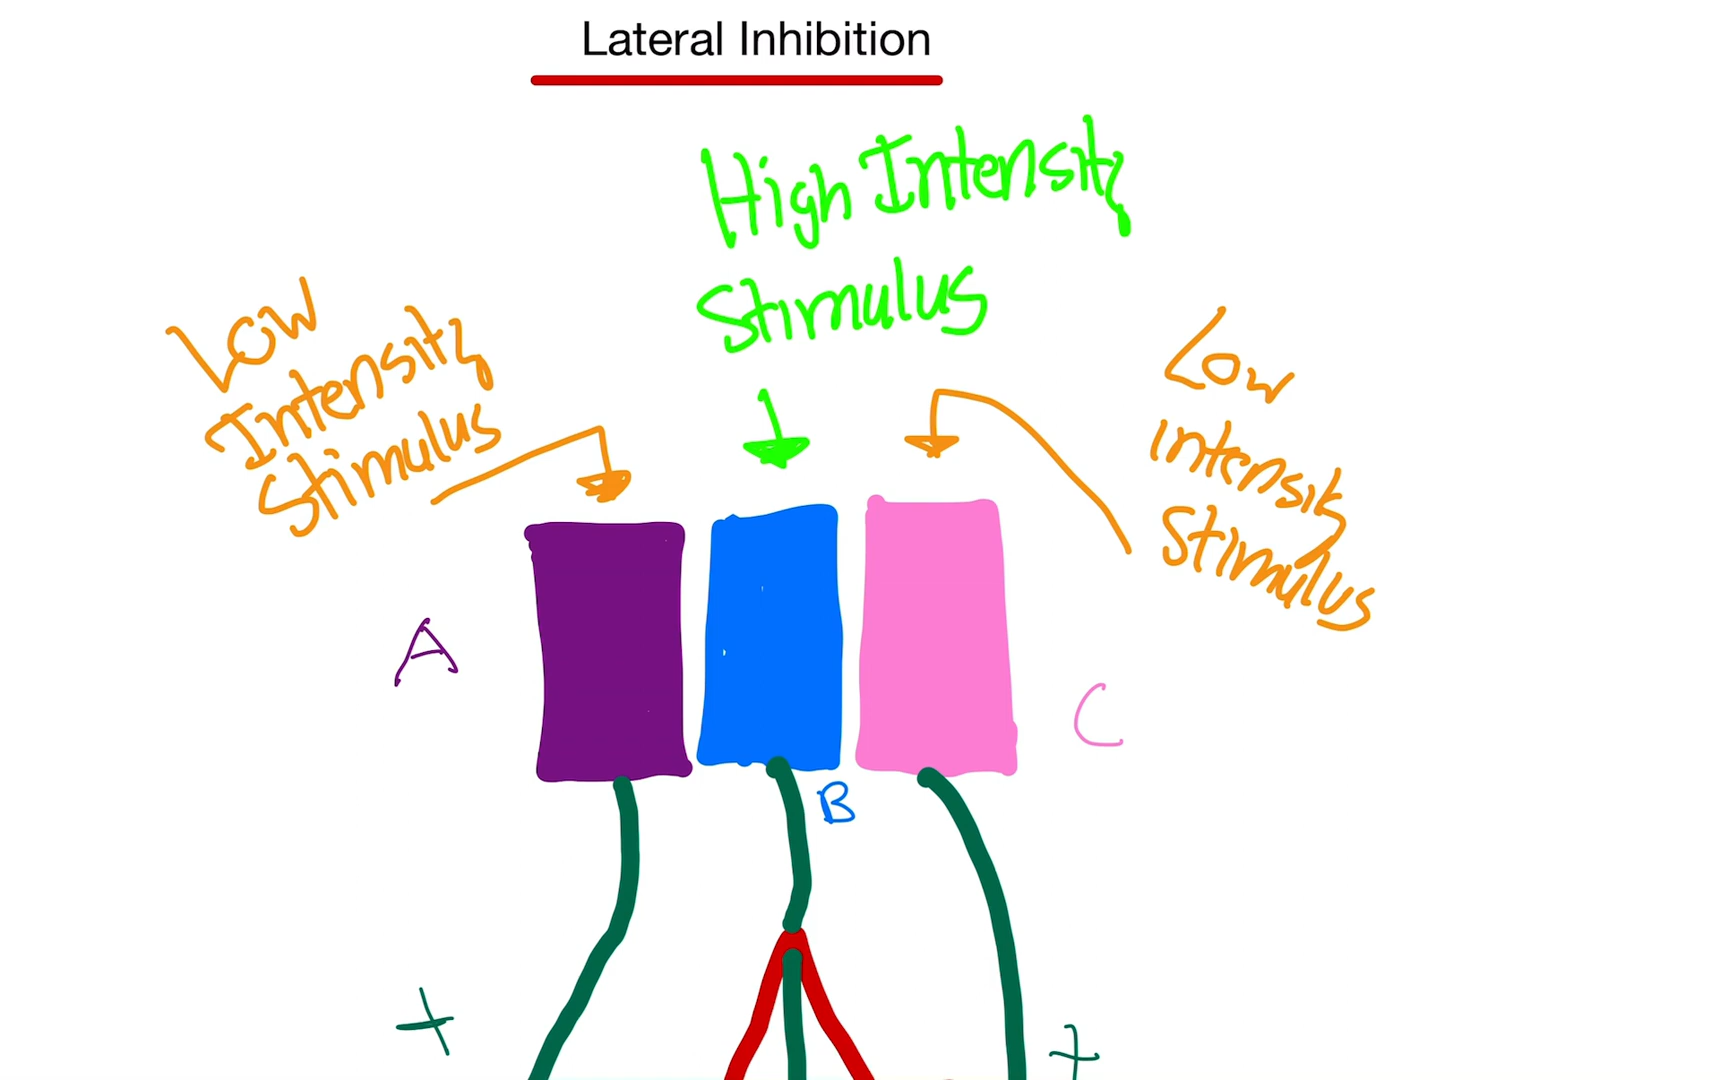 Lateral Inhibition
High Intensity
Stimulus
Low
Intensity
Stimulus
Low
intensity
Stimulus
A
B
C
+
+